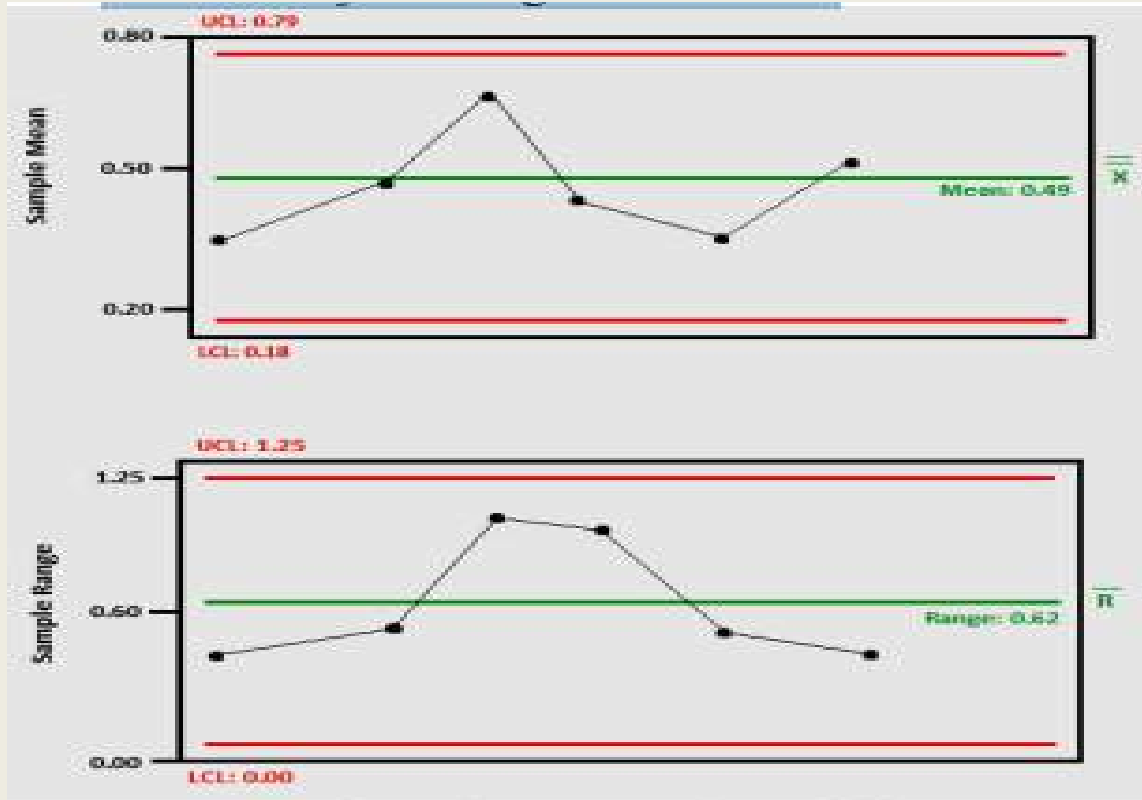 UCL: 0.79
0.80
Sample Mean
0.50
x
Mean: 0.49
0.20
LCL: 0.18
UCL: 1.25
1.25
Sample Range
0.60
R
Range: 0.62
0.00
LCL: 0.00